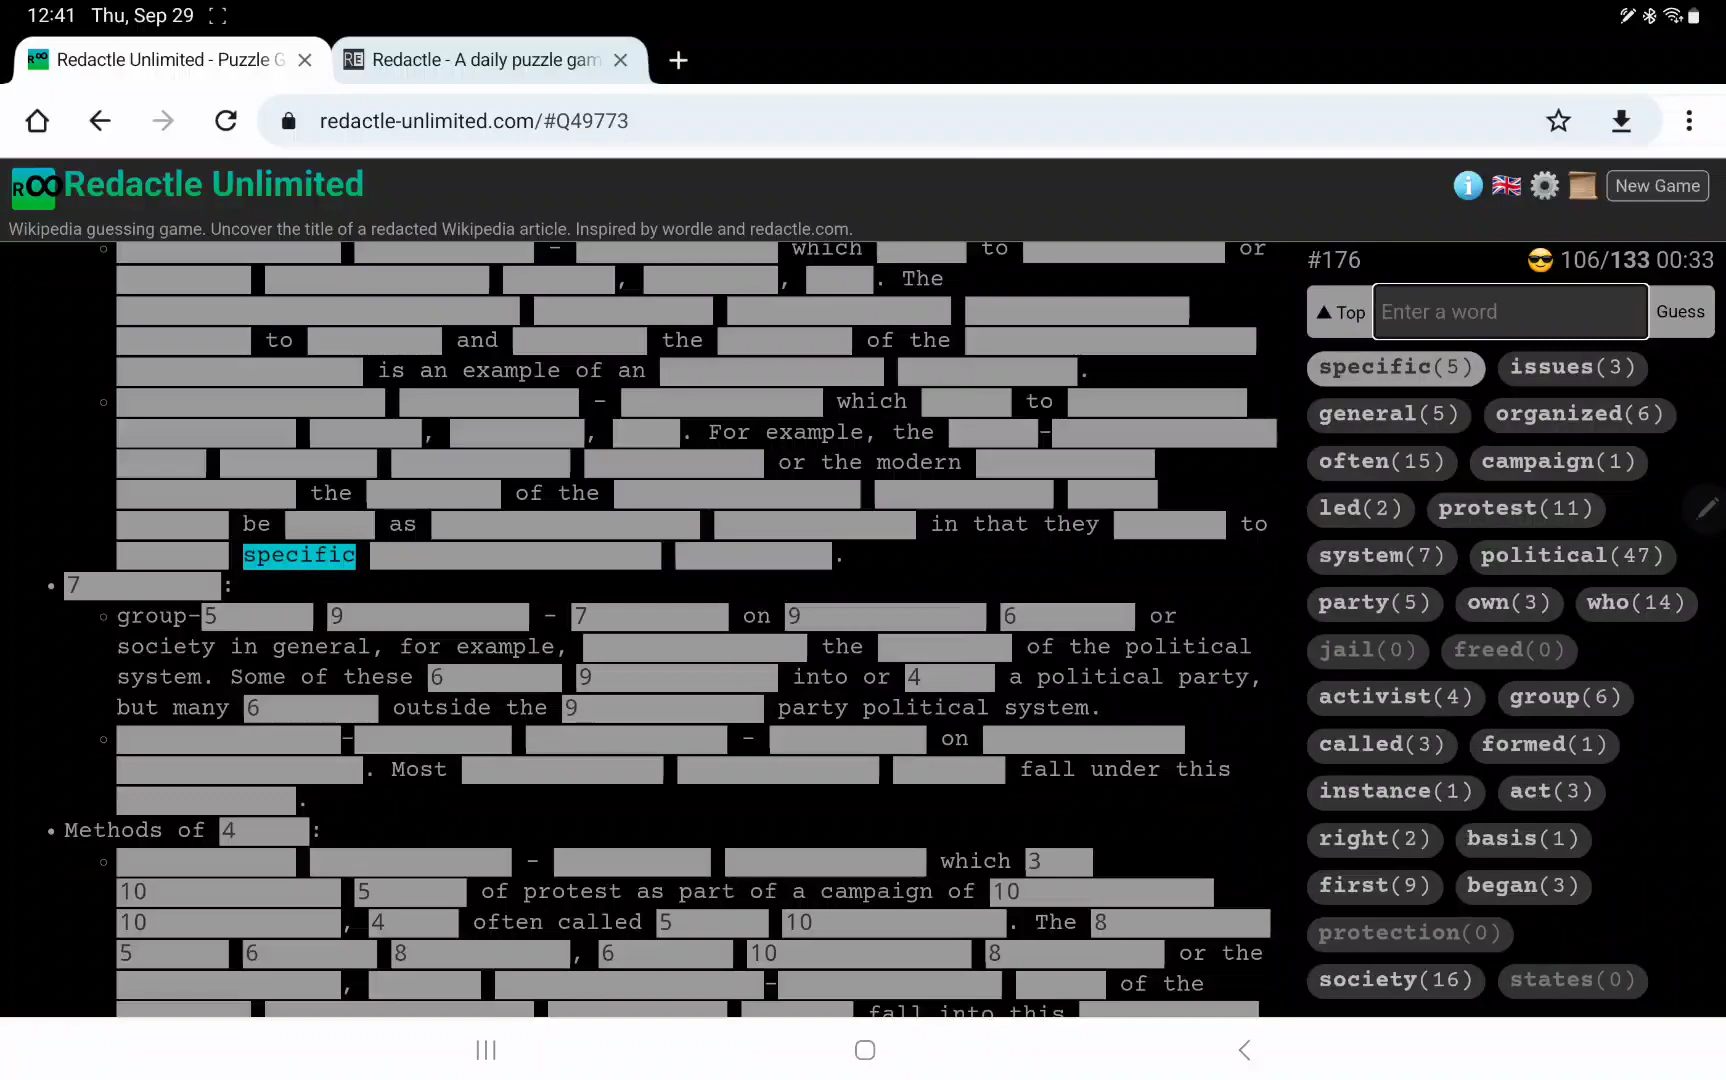 12:41 Thu, Sep 29
Redactle Unlimited - Puzzle G
Redactle - A daily puzzle gam
redactle-unlimited.com/#Q49773
R∞ Redactle Unlimited
New Game
Wikipedia guessing game. Uncover the title of a redacted Wikipedia article. Inspired by wordle and redactle.com.
- which to or
, , . The
to and the of the
is an example of an .
- which to
, , . For example, the -
or the modern
the of the
be as in that they to
specific .
7 :
group-5 9 - 7 on 9 6 or
society in general, for example, the of the political
system. Some of these 6 9 into or 4 a political party,
but many 6 outside the 9 party political system.
- - on
. Most fall under this
.
Methods of 4 :
- which 3
10 5 of protest as part of a campaign of 10
10 , 4 often called 5 10 . The 8
5 6 8 , 6 10 8 or the
, - of the
fall into this
#176 😎 106/133 00:33
▲ Top Enter a word Guess
specific(5) issues(3)
general(5) organized(6)
often(15) campaign(1)
led(2) protest(11)
system(7) political(47)
party(5) own(3) who(14)
jail(0) freed(0)
activist(4) group(6)
called(3) formed(1)
instance(1) act(3)
right(2) basis(1)
first(9) began(3)
protection(0)
society(16) states(0)